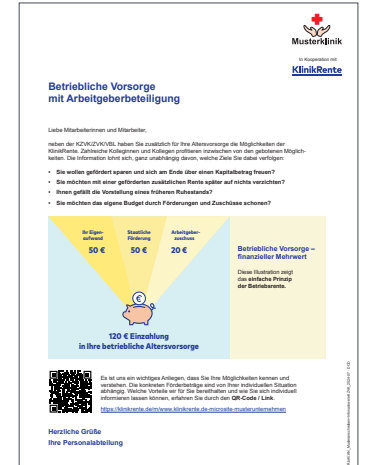 Musterklinik
In Kooperation mit
KlinikRente
Betriebliche Vorsorge
mit Arbeitgeberbeteiligung
Liebe Mitarbeiterinnen und Mitarbeiter,
neben der KZVK/ZVK/VBL haben Sie zusätzlich für Ihre Altersvorsorge die Möglichkeiten der
KlinikRente. Zahlreiche Kolleginnen und Kollegen profitieren inzwischen von den gebotenen Möglich-
keiten. Die Information lohnt sich, ganz unabhängig davon, welche Ziele Sie dabei verfolgen:
• Sie wollen gefördert sparen und sich am Ende über einen Kapitalbetrag freuen?
• Sie möchten mit einer geförderten zusätzlichen Rente später auf nichts verzichten?
• Ihnen gefällt die Vorstellung eines früheren Ruhestands?
• Sie möchten das eigene Budget durch Förderungen und Zuschüsse schonen?
Ihr Eigen-
aufwand
50 €
Staatliche
Förderung
50 €
Arbeitgeber-
zuschuss
20 €
€
120 € Einzahlung
in Ihre betriebliche Altersvorsorge
Betriebliche Vorsorge –
finanzieller Mehrwert
Diese Illustration zeigt
das einfache Prinzip
der Betriebsrente.
Es ist uns ein wichtiges Anliegen, dass Sie Ihre Möglichkeiten kennen und
verstehen. Die konkreten Förderbeträge sind von Ihrer individuellen Situation
abhängig. Welche Vorteile wir für Sie bereithalten und wie Sie sich individuell
informieren lassen können, erfahren Sie durch den QR-Code / Link.
https://klinikrente.de/m/www.klinikrente.de-microsite-musterunternehmen
Herzliche Grüße
Ihre Personalabteilung